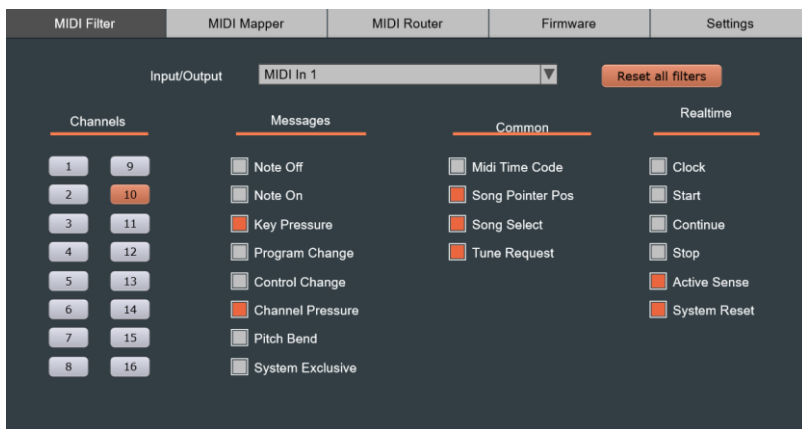 MIDI Filter MIDI Mapper MIDI Router Firmware Settings
Input/Output MIDI In 1 Reset all filters
Channels Messages Common Realtime
1 9 Note Off Midi Time Code Clock
2 10 Note On Song Pointer Pos Start
3 11 Key Pressure Song Select Continue
4 12 Program Change Tune Request Stop
5 13 Control Change Active Sense
6 14 Channel Pressure System Reset
7 15 Pitch Bend
8 16 System Exclusive